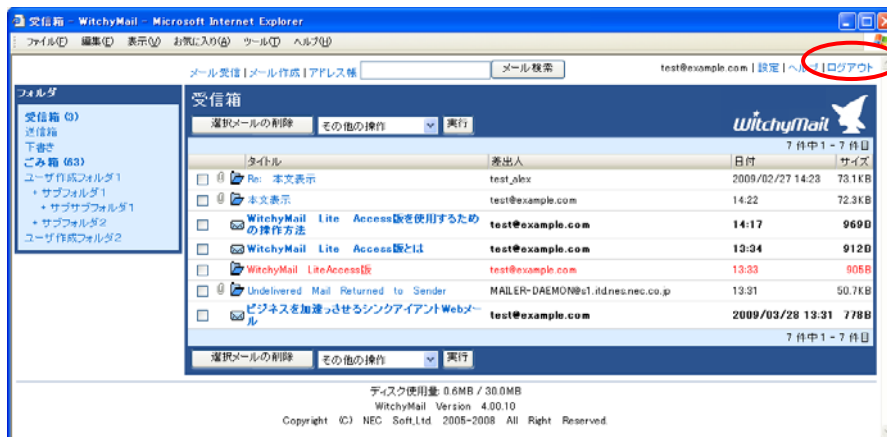 受信箱 - WitchyMail - Microsoft Internet Explorer
ファイル(F) 編集(E) 表示(V) お気に入り(A) ツール(T) ヘルプ(H)
メール受信 | メール作成 | アドレス帳 メール検索 test@example.com | 設定 | ヘルプ | ログアウト
フォルダ
受信箱 (3)
送信箱
下書き
ごみ箱 (63)
ユーザ作成フォルダ1
+ サブフォルダ1
+ サブサブフォルダ1
+ サブフォルダ2
ユーザ作成フォルダ2
受信箱
選択メールの削除 その他の操作 実行
WitchyMail
7 件中 1 - 7 件目
タイトル 差出人 日付 サイズ
Re: 本文表示 test_alex 2009/02/27 14:23 73.1KB
本文表示 test@example.com 14:22 72.3KB
WitchyMail Lite Access版を使用するための操作方法 test@example.com 14:17 969B
WitchyMail Lite Access版とは test@example.com 13:34 912B
WitchyMail LiteAccess版 test@example.com 13:33 905B
Undelivered Mail Returned to Sender MAILER-DAEMON@s1.itd.nes.nec.co.jp 13:31 50.7KB
ビジネスを加速っさせるシンクアイアントWebメール test@example.com 2009/03/28 13:31 778B
7 件中 1 - 7 件目
選択メールの削除 その他の操作 実行
ディスク使用量: 0.6MB / 30.0MB
WitchyMail Version 4.00.10
Copyright (C) NEC Soft,Ltd 2005-2008 All Right Reserved.